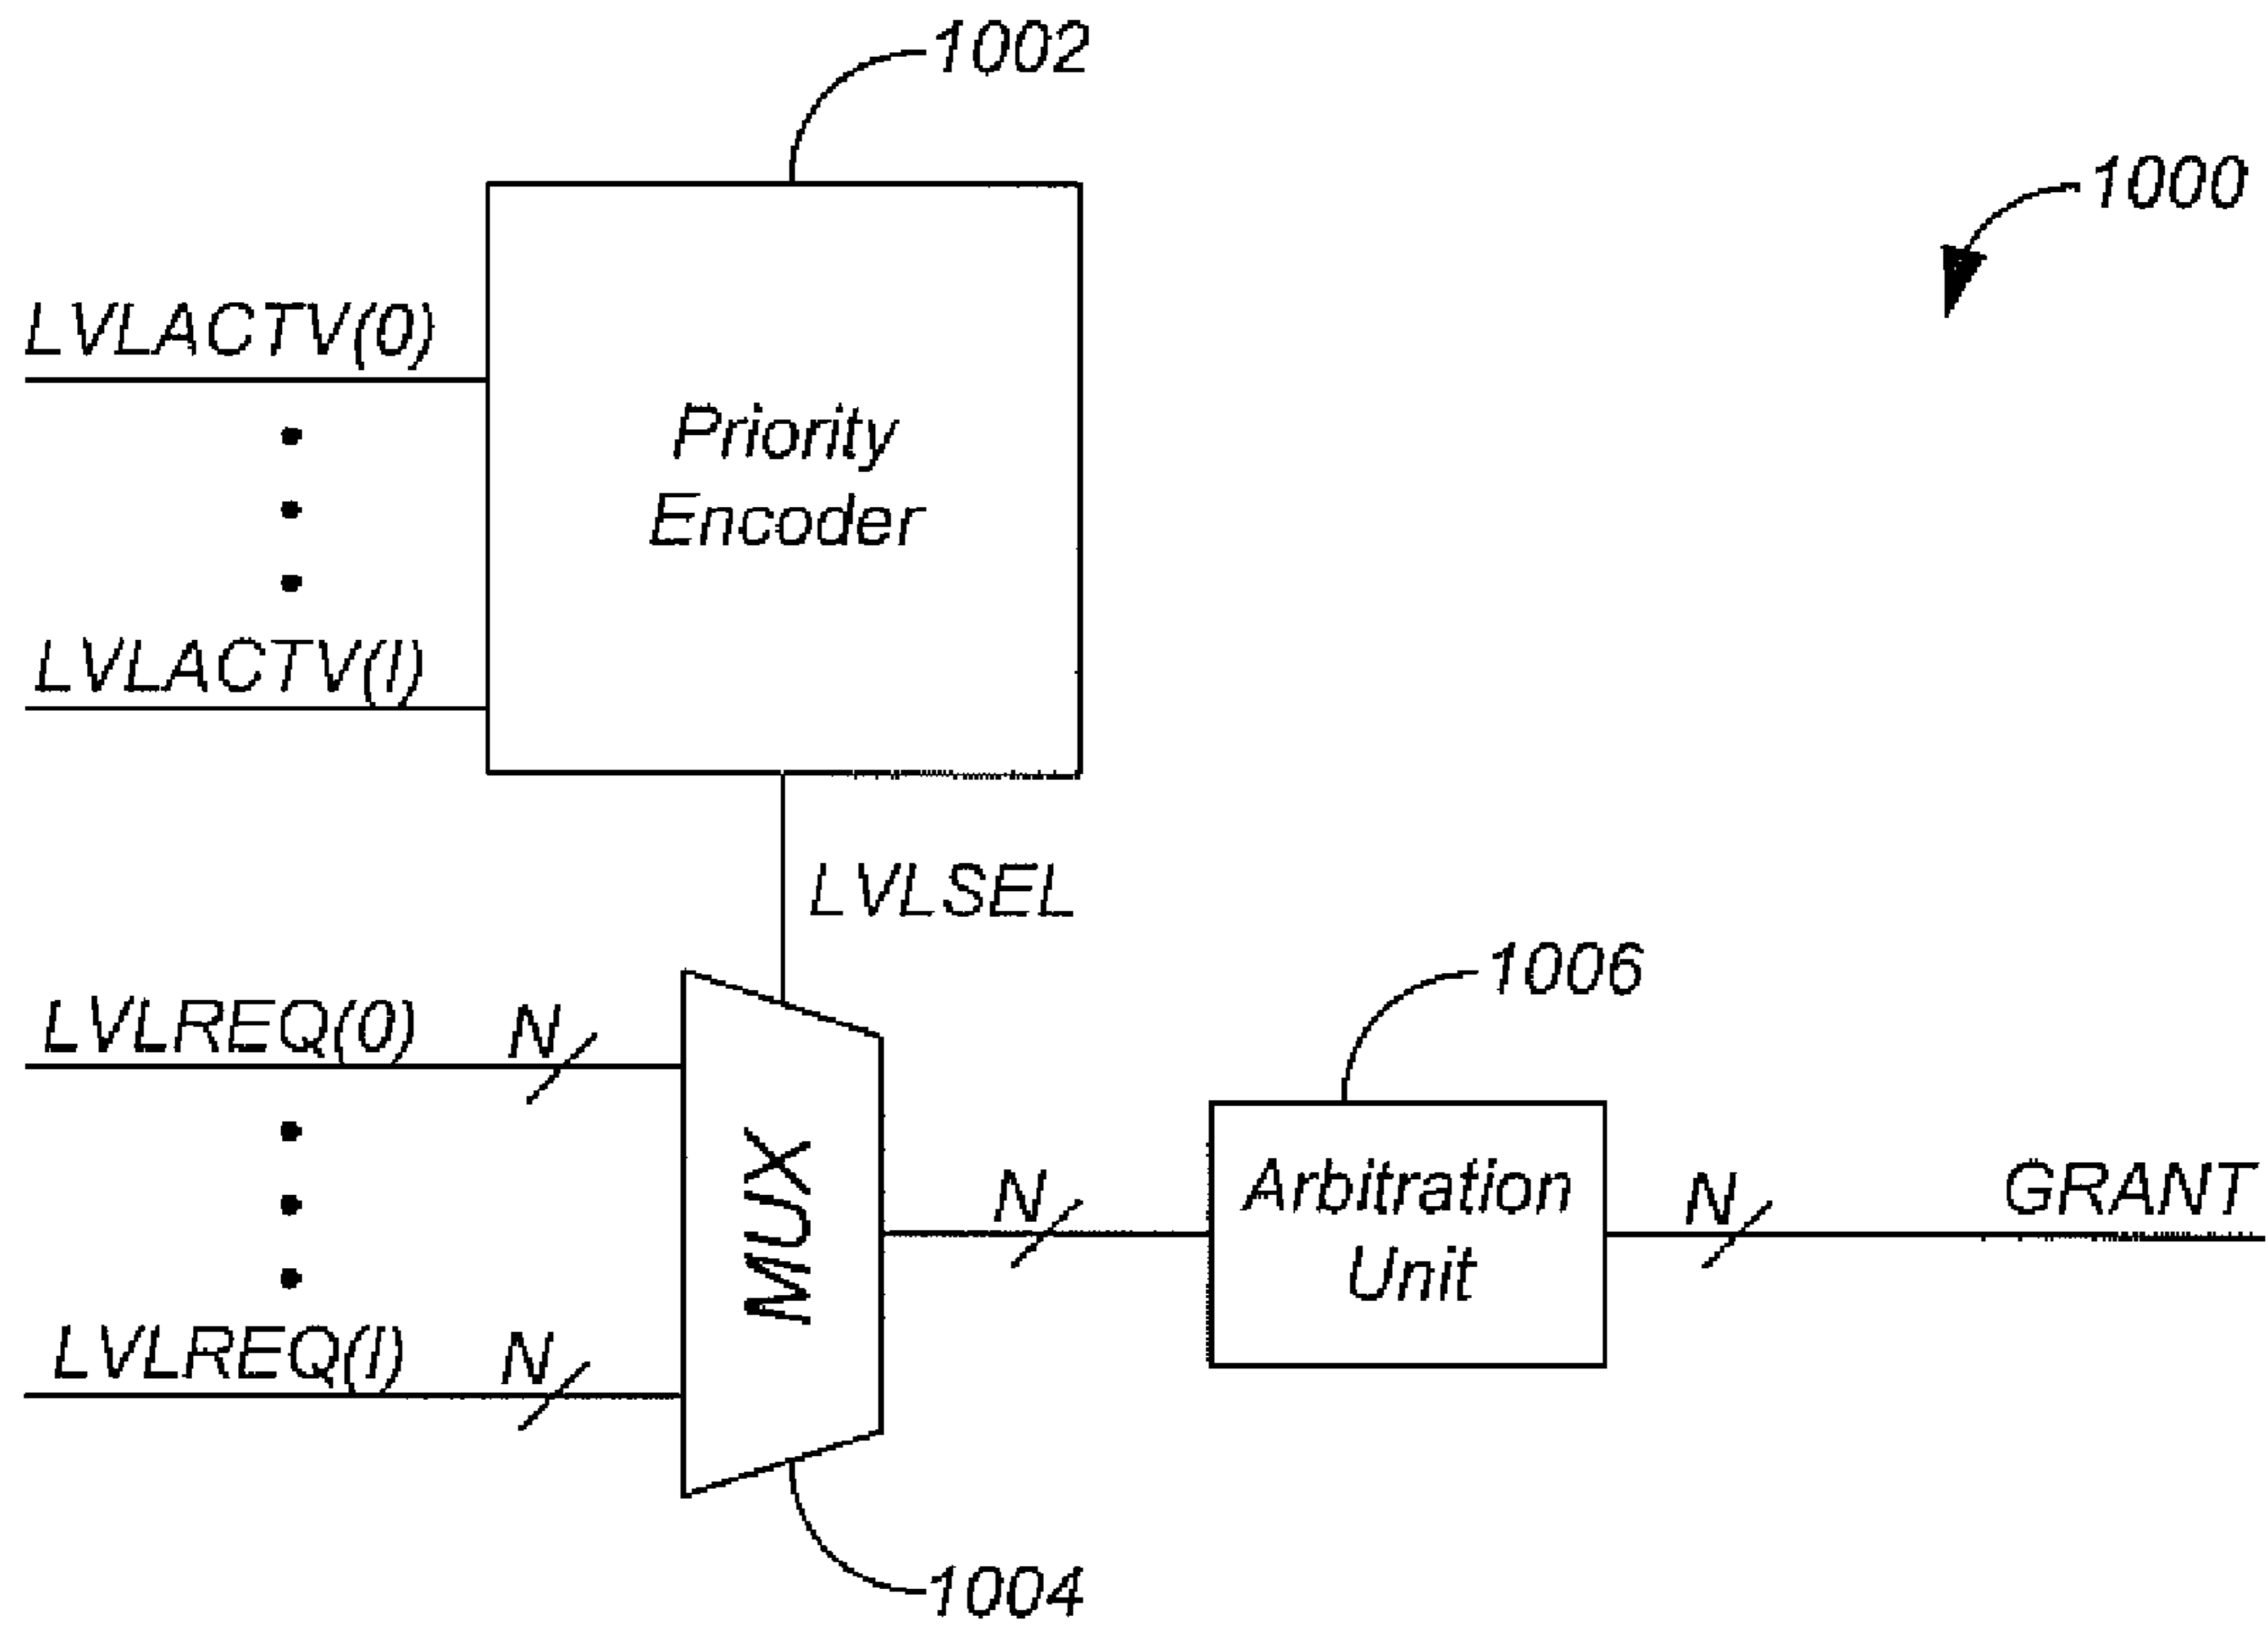 1002
1000
LVLACTV(0)
Priority
Encoder
LVLACTV(I)
LVLSEL
1006
LVLREQ(0)
N
MUX
N
Arbitration
Unit
N
GRANT
LVLREQ(I)
N
1004